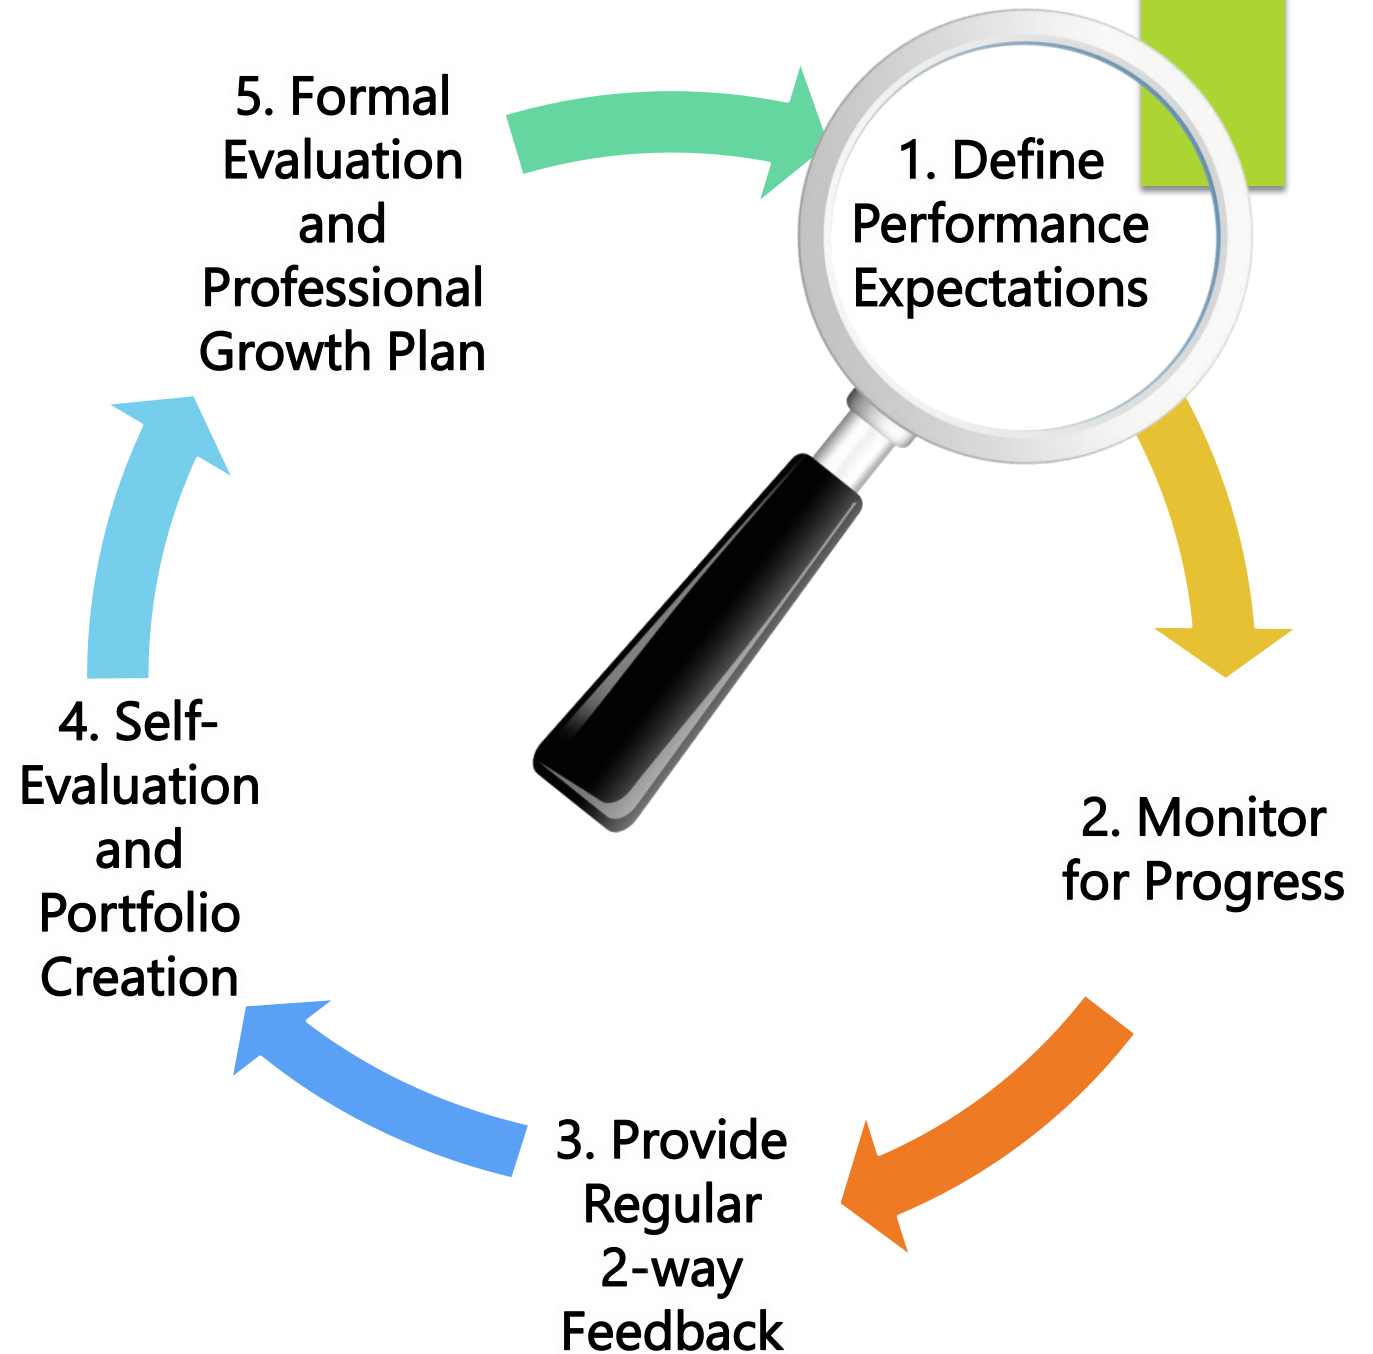 1. Define
Performance
Expectations
2. Monitor
for Progress
3. Provide
Regular
2-way
Feedback
4. Self-
Evaluation
and
Portfolio
Creation
5. Formal
Evaluation
and
Professional
Growth Plan